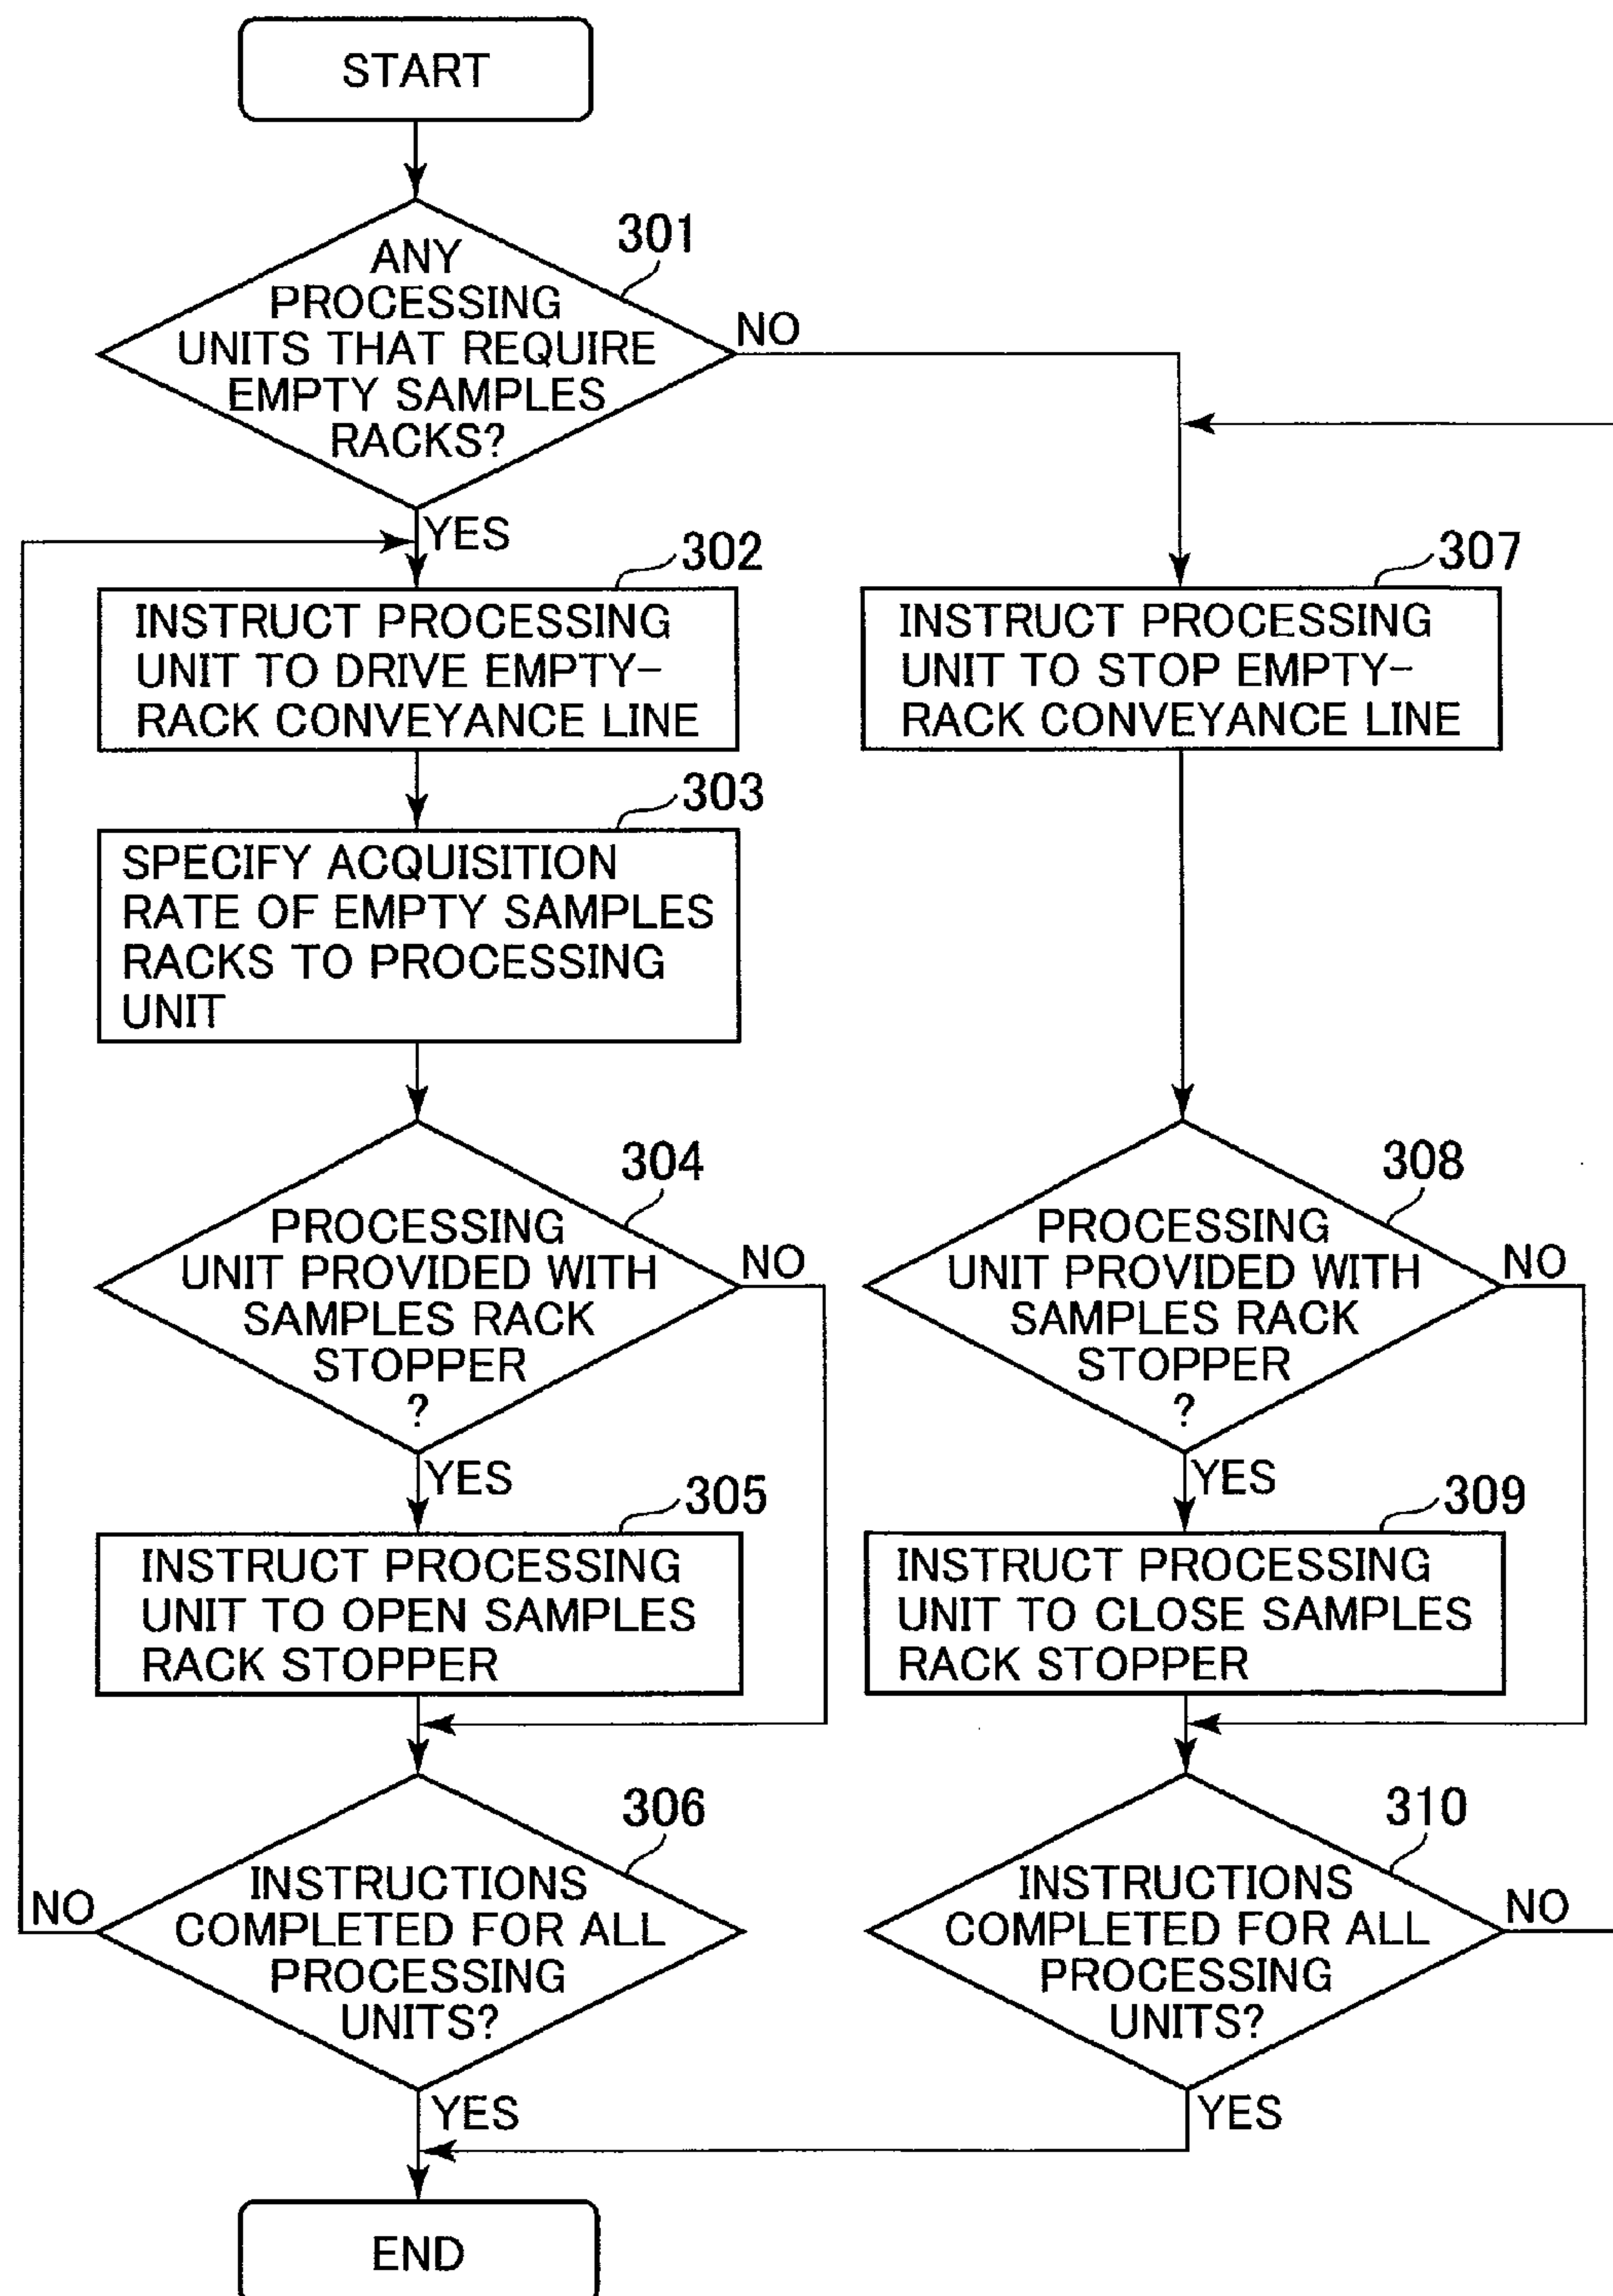 START
301
ANY
PROCESSING
UNITS THAT REQUIRE
EMPTY SAMPLES
RACKS?
NO
YES
302
INSTRUCT PROCESSING
UNIT TO DRIVE EMPTY-
RACK CONVEYANCE LINE
303
SPECIFY ACQUISITION
RATE OF EMPTY SAMPLES
RACKS TO PROCESSING
UNIT
304
PROCESSING
UNIT PROVIDED WITH
SAMPLES RACK
STOPPER
?
NO
YES
305
INSTRUCT PROCESSING
UNIT TO OPEN SAMPLES
RACK STOPPER
306
INSTRUCTIONS
COMPLETED FOR ALL
PROCESSING
UNITS?
NO
YES
307
INSTRUCT PROCESSING
UNIT TO STOP EMPTY-
RACK CONVEYANCE LINE
308
PROCESSING
UNIT PROVIDED WITH
SAMPLES RACK
STOPPER
?
NO
YES
309
INSTRUCT PROCESSING
UNIT TO CLOSE SAMPLES
RACK STOPPER
310
INSTRUCTIONS
COMPLETED FOR ALL
PROCESSING
UNITS?
NO
YES
END